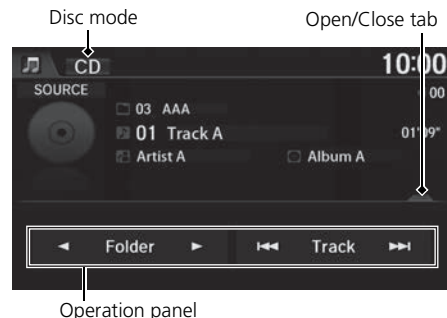 Disc mode
Open/Close tab
CD
10:00
SOURCE
00
03 AAA
01 Track A
01'09"
Artist A
Album A
Folder
Track
Operation panel